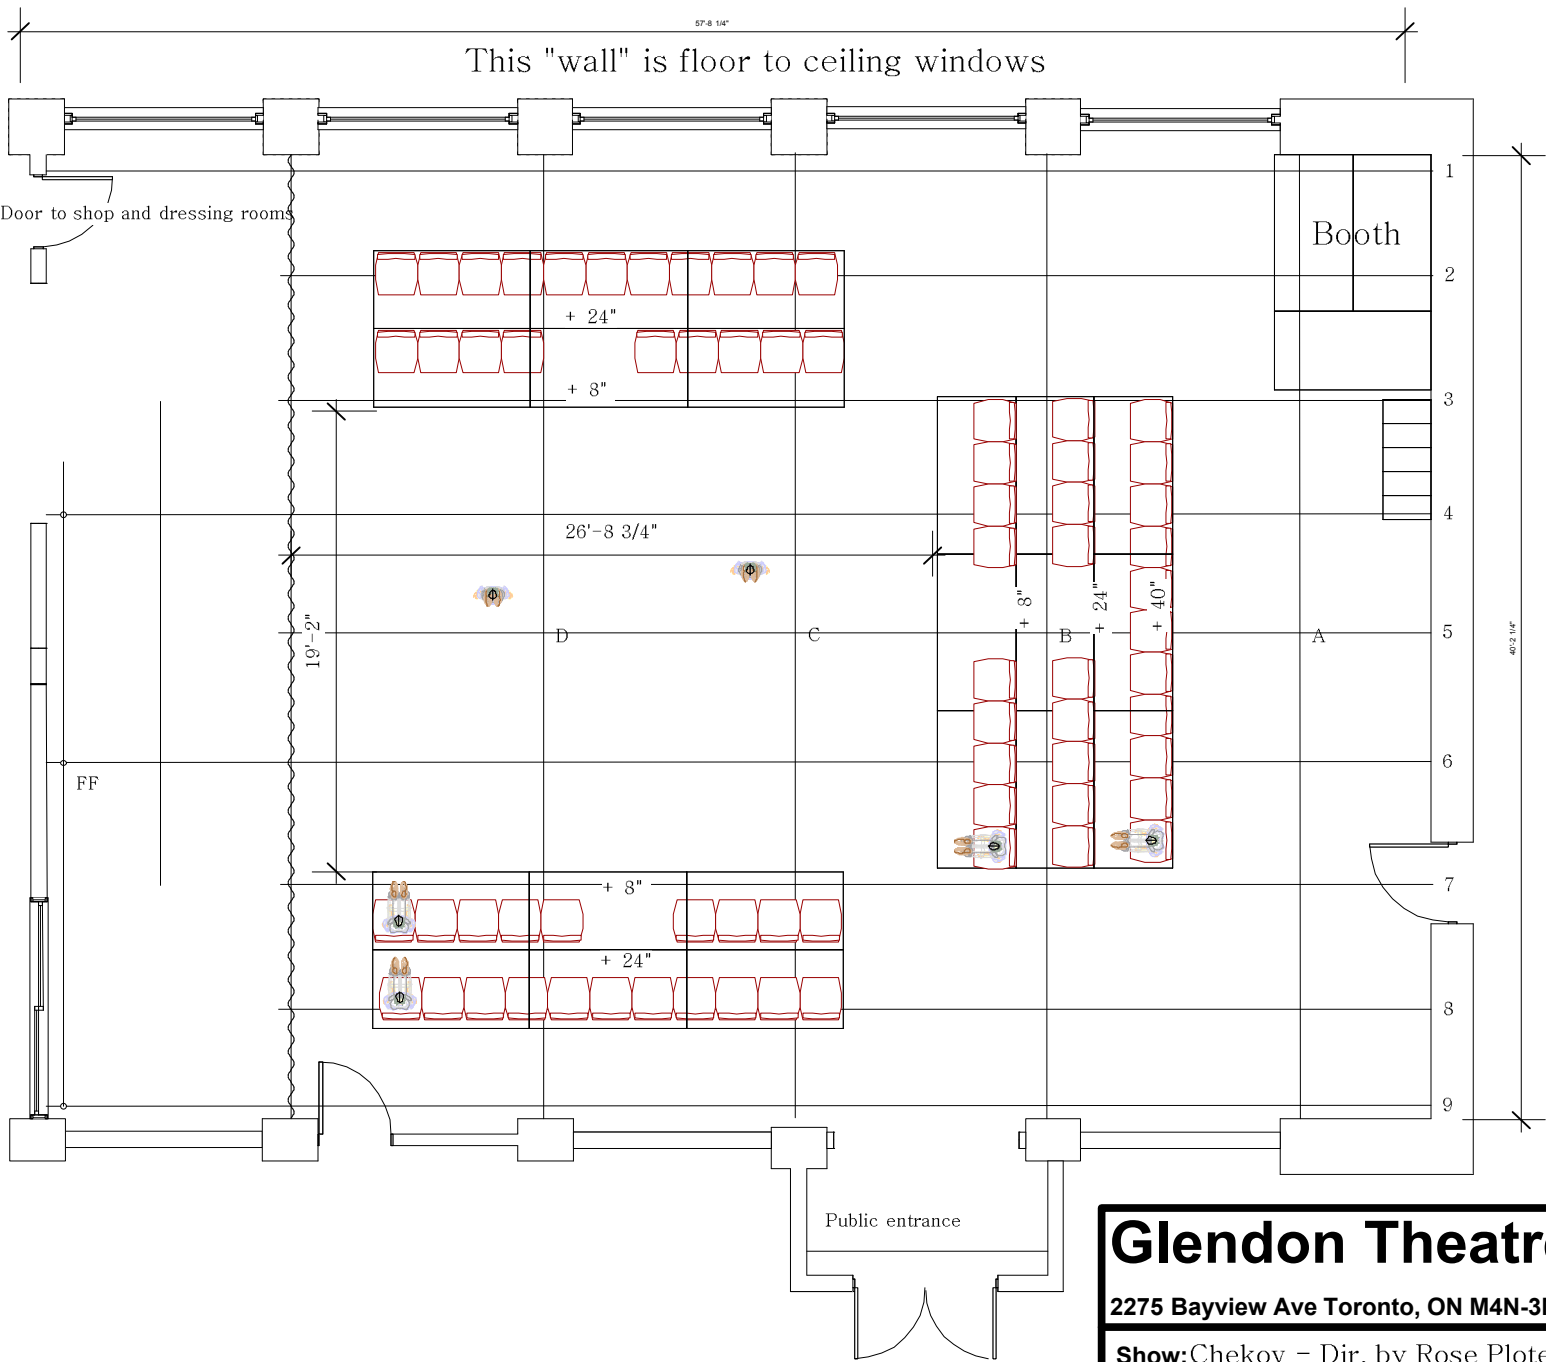 57'-8 1/4"
This "wall" is floor to ceiling windows
1
Door to shop and dressing rooms
Booth
2
+ 24"
+ 8"
3
4
26'-8 3/4"
+ 8"
+ 24"
+ 40"
19'-2"
D
C
B
A
5
40'-2 1/4"
6
FF
+ 8"
7
+ 24"
8
9
Public entrance
Glendon Theatre
2275 Bayview Ave Toronto, ON M4N-3
Show: Chekov - Dir. by Rose Plote